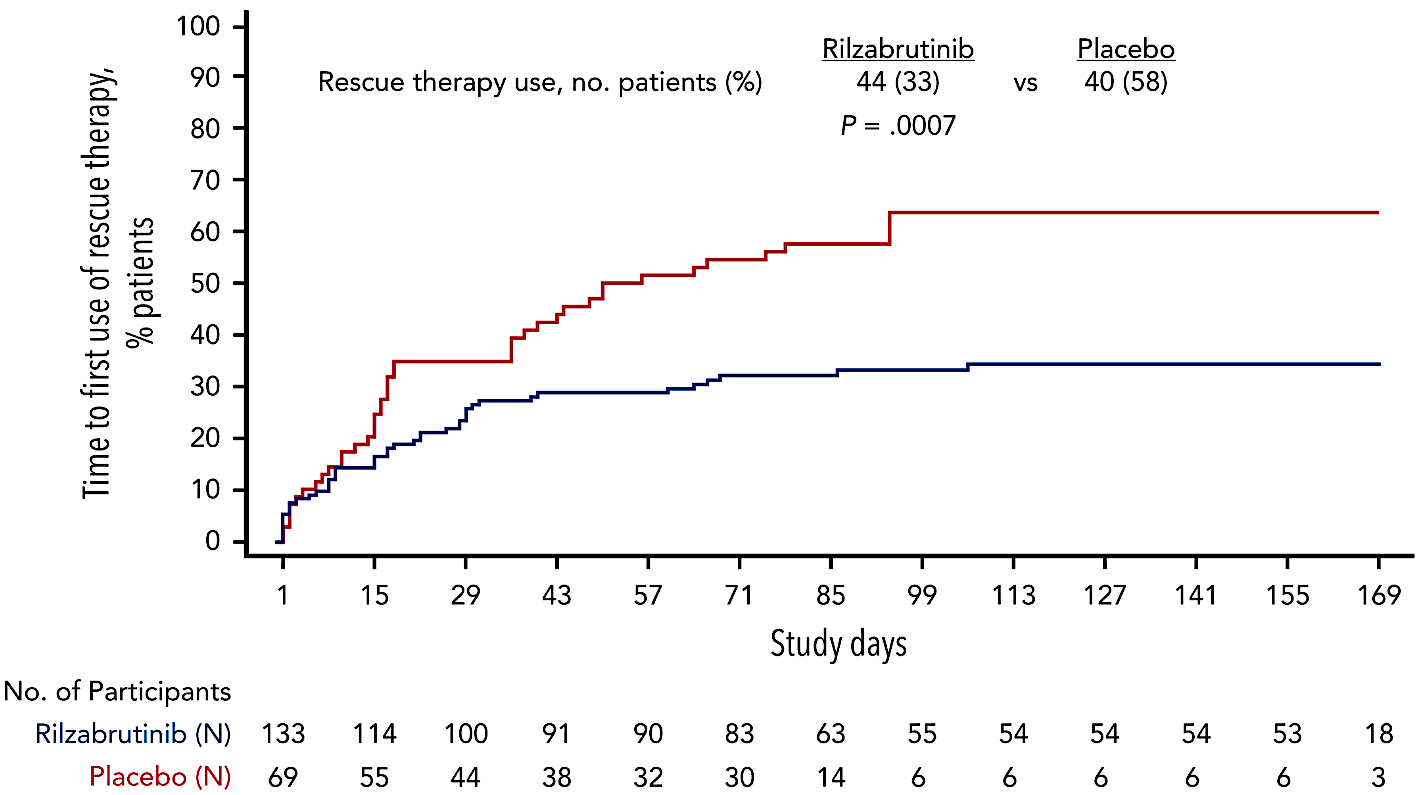 Rilzabrutinib Placebo
Rescue therapy use, no. patients (%) 44 (33) vs 40 (58)
P = .0007
Time to first use of rescue therapy,
% patients
100
90
80
70
60
50
40
30
20
10
0
1 15 29 43 57 71 85 99 113 127 141 155 169
Study days
No. of Participants
Rilzabrutinib (N) 133 114 100 91 90 83 63 55 54 54 54 53 18
Placebo (N) 69 55 44 38 32 30 14 6 6 6 6 6 3